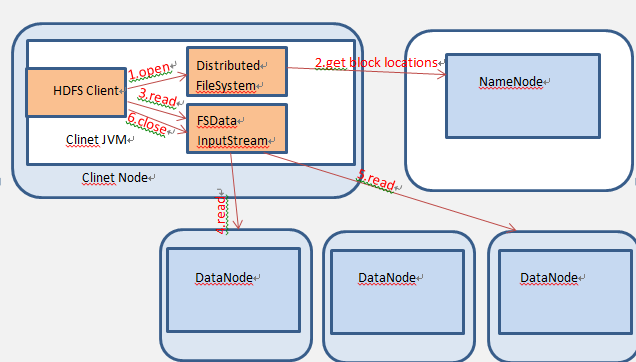 1.open
Distributed
FileSystem
2.get block locations
NameNode
HDFS Client
3.read
6.close
FSData
InputStream
Clinet JVM
Clinet Node
4.read
5.read
DataNode
DataNode
DataNode